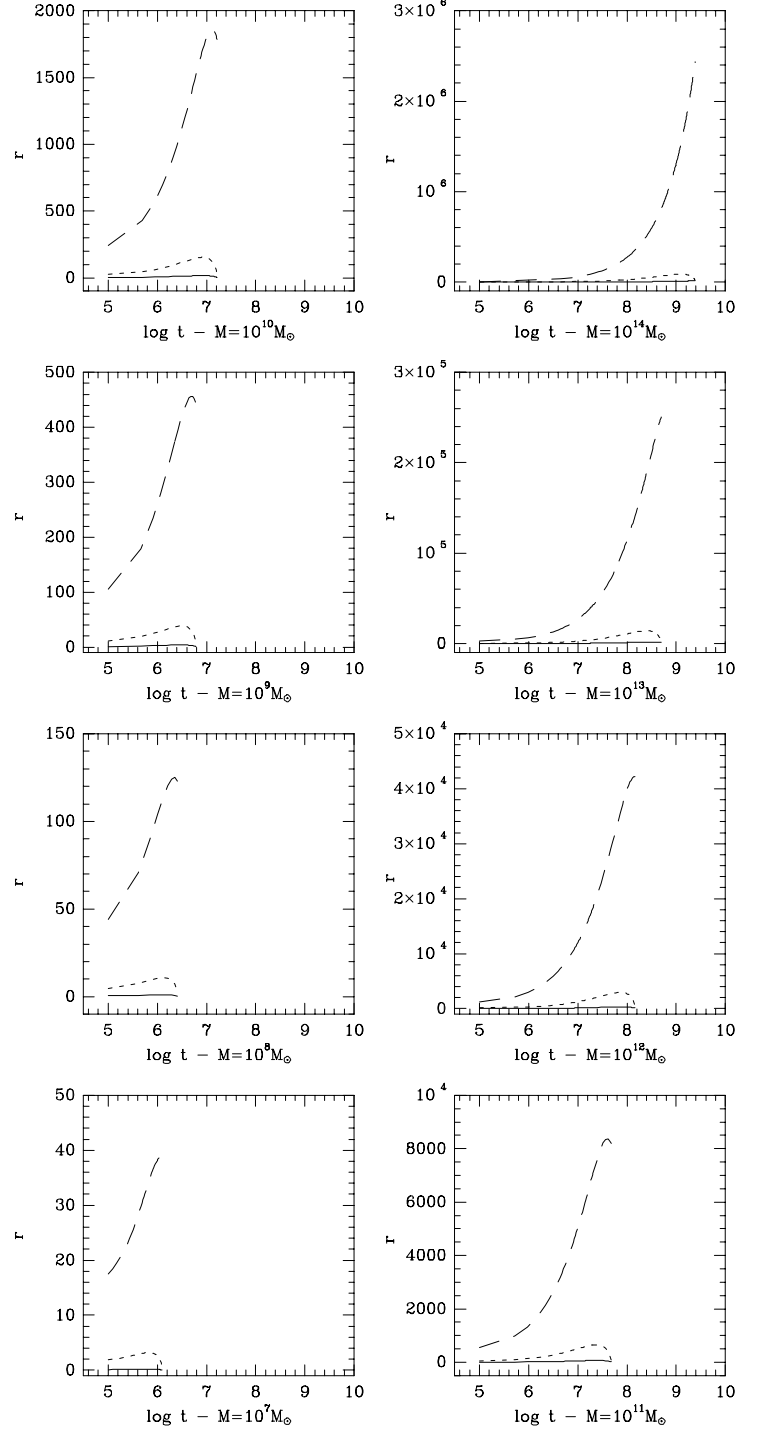 2000
1500
1000
500
0
r
5 6 7 8 9 10
log t − M=10¹⁰M☉
3×10⁶
2×10⁶
10⁶
0
r
5 6 7 8 9 10
log t − M=10¹⁴M☉
500
400
300
200
100
0
r
5 6 7 8 9 10
log t − M=10⁹M☉
3×10⁵
2×10⁵
10⁵
0
r
5 6 7 8 9 10
log t − M=10¹³M☉
150
100
50
0
r
5 6 7 8 9 10
log t − M=10⁸M☉
5×10⁴
4×10⁴
3×10⁴
2×10⁴
10⁴
0
r
5 6 7 8 9 10
log t − M=10¹²M☉
50
40
30
20
10
0
r
5 6 7 8 9 10
log t − M=10⁷M☉
10⁴
8000
6000
4000
2000
0
r
5 6 7 8 9 10
log t − M=10¹¹M☉